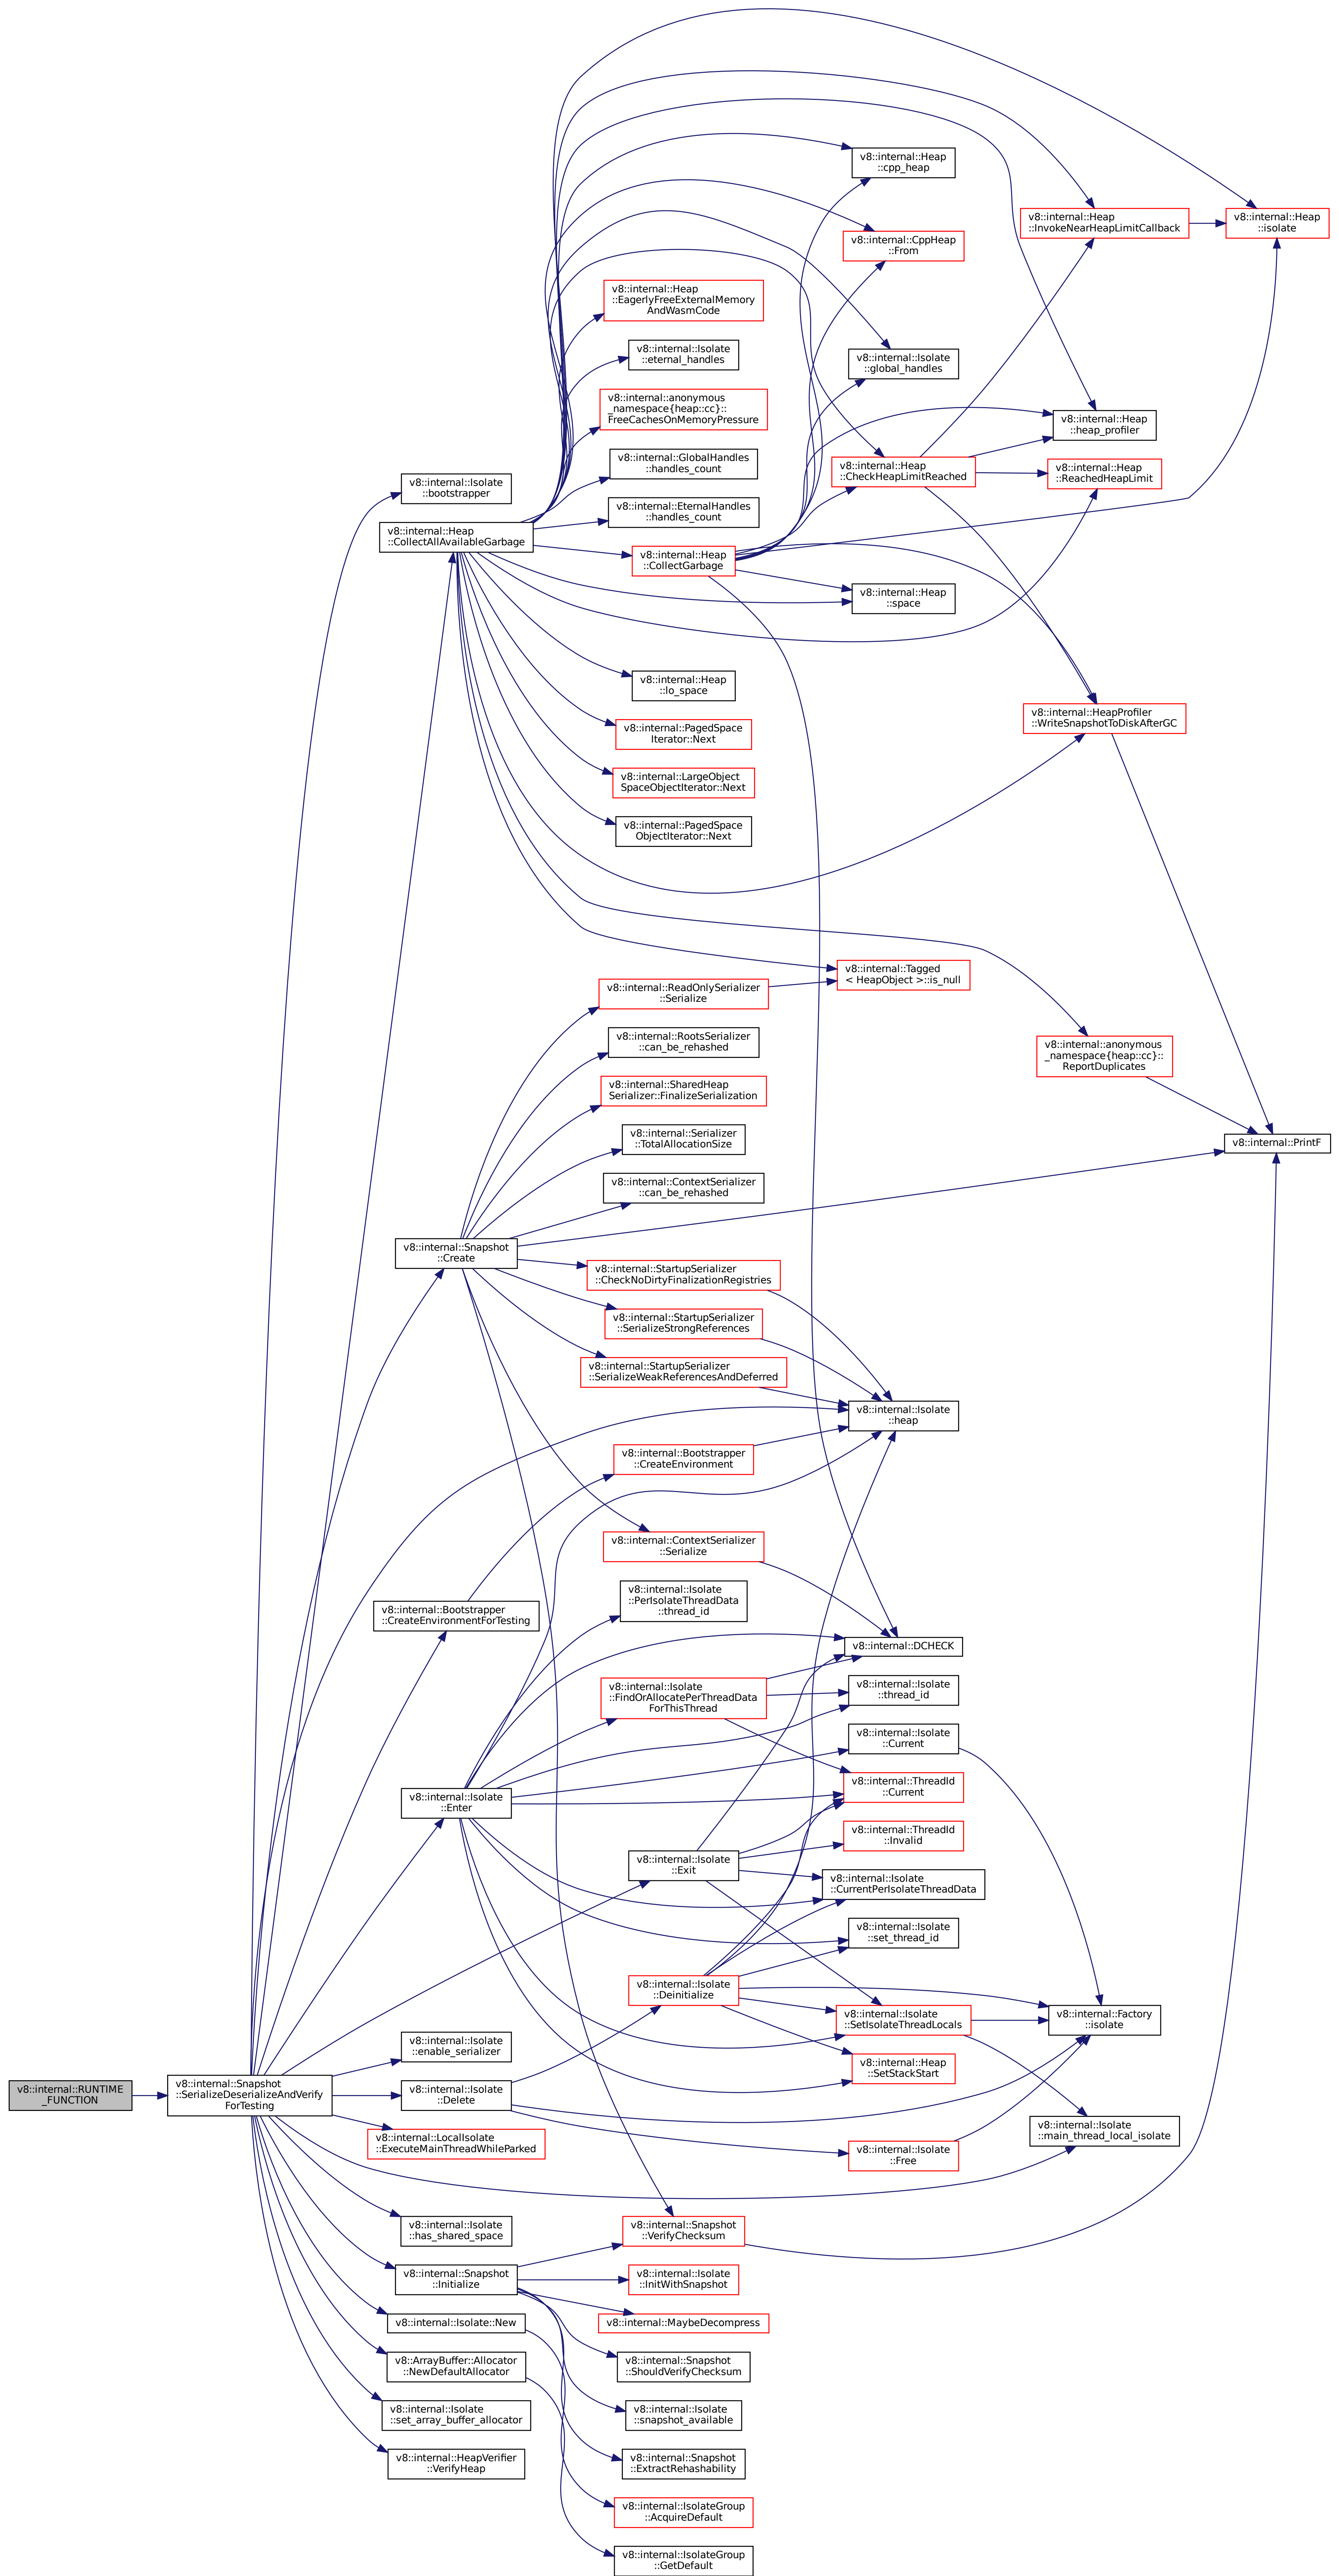 v8::internal::Heap
::cpp_heap
v8::internal::Heap
::InvokeNearHeapLimitCallback
v8::internal::Heap
::isolate
v8::internal::CppHeap
::From
v8::internal::Heap
::EagerlyFreeExternalMemory
AndWasmCode
v8::internal::Isolate
::eternal_handles
v8::internal::Isolate
::global_handles
v8::internal::anonymous
_namespace{heap::cc}::
FreeCachesOnMemoryPressure
v8::internal::Heap
::heap_profiler
v8::internal::GlobalHandles
::handles_count
v8::internal::Heap
::CheckHeapLimitReached
v8::internal::Heap
::ReachedHeapLimit
v8::internal::Isolate
::bootstrapper
v8::internal::EternalHandles
::handles_count
v8::internal::Heap
::CollectAllAvailableGarbage
v8::internal::Heap
::CollectGarbage
v8::internal::Heap
::space
v8::internal::Heap
::lo_space
v8::internal::HeapProfiler
::WriteSnapshotToDiskAfterGC
v8::internal::PagedSpace
Iterator::Next
v8::internal::LargeObject
SpaceObjectIterator::Next
v8::internal::PagedSpace
ObjectIterator::Next
v8::internal::Tagged
< HeapObject >::is_null
v8::internal::ReadOnlySerializer
::Serialize
v8::internal::RootsSerializer
::can_be_rehashed
v8::internal::anonymous
_namespace{heap::cc}::
ReportDuplicates
v8::internal::SharedHeap
Serializer::FinalizeSerialization
v8::internal::Serializer
::TotalAllocationSize
v8::internal::PrintF
v8::internal::ContextSerializer
::can_be_rehashed
v8::internal::Snapshot
::Create
v8::internal::StartupSerializer
::CheckNoDirtyFinalizationRegistries
v8::internal::StartupSerializer
::SerializeStrongReferences
v8::internal::StartupSerializer
::SerializeWeakReferencesAndDeferred
v8::internal::Isolate
::heap
v8::internal::Bootstrapper
::CreateEnvironment
v8::internal::ContextSerializer
::Serialize
v8::internal::Isolate
::PerIsolateThreadData
::thread_id
v8::internal::Bootstrapper
::CreateEnvironmentForTesting
v8::internal::DCHECK
v8::internal::Isolate
::FindOrAllocatePerThreadData
ForThisThread
v8::internal::Isolate
::thread_id
v8::internal::Isolate
::Current
v8::internal::Isolate
::Enter
v8::internal::ThreadId
::Current
v8::internal::ThreadId
::Invalid
v8::internal::Isolate
::Exit
v8::internal::Isolate
::CurrentPerIsolateThreadData
v8::internal::Isolate
::set_thread_id
v8::internal::Isolate
::Deinitialize
v8::internal::Isolate
::SetIsolateThreadLocals
v8::internal::Factory
::isolate
v8::internal::Isolate
::enable_serializer
v8::internal::Heap
::SetStackStart
v8::internal::RUNTIME
_FUNCTION
v8::internal::Snapshot
::SerializeDeserializeAndVerify
ForTesting
v8::internal::Isolate
::Delete
v8::internal::Isolate
::main_thread_local_isolate
v8::internal::LocalIsolate
::ExecuteMainThreadWhileParked
v8::internal::Isolate
::Free
v8::internal::Isolate
::has_shared_space
v8::internal::Snapshot
::VerifyChecksum
v8::internal::Snapshot
::Initialize
v8::internal::Isolate
::InitWithSnapshot
v8::internal::Isolate::New
v8::internal::MaybeDecompress
v8::ArrayBuffer::Allocator
::NewDefaultAllocator
v8::internal::Snapshot
::ShouldVerifyChecksum
v8::internal::Isolate
::set_array_buffer_allocator
v8::internal::Isolate
::snapshot_available
v8::internal::HeapVerifier
::VerifyHeap
v8::internal::Snapshot
::ExtractRehashability
v8::internal::IsolateGroup
::AcquireDefault
v8::internal::IsolateGroup
::GetDefault